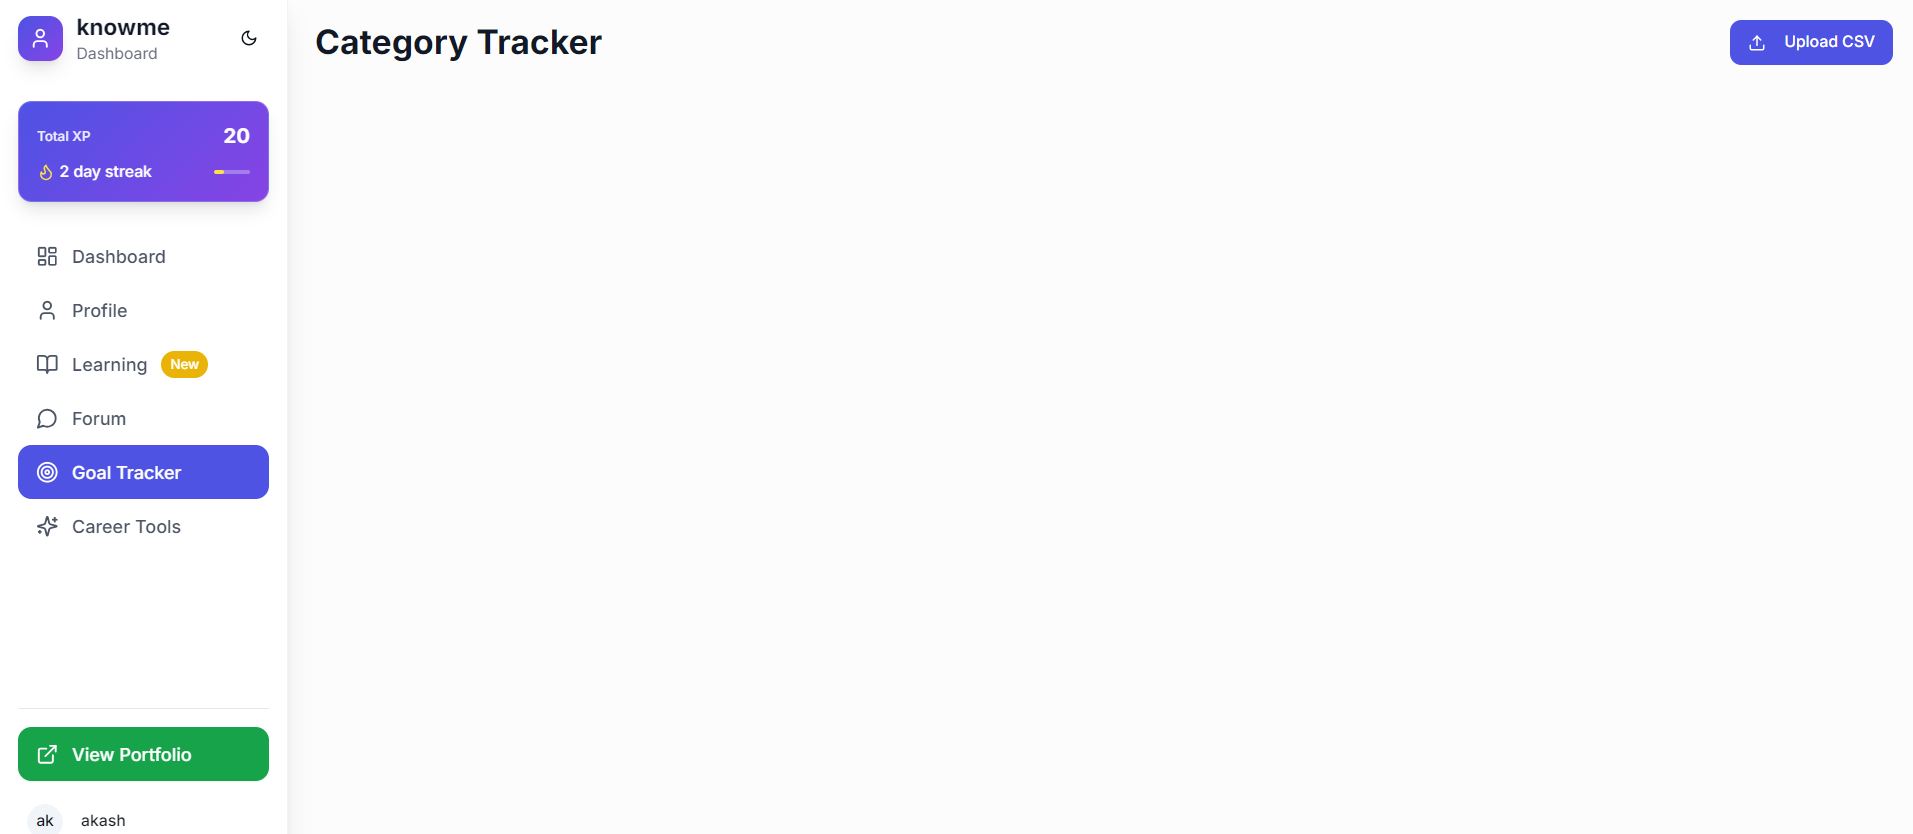 knowme
Dashboard
Total XP
20
2 day streak
Dashboard
Profile
Learning New
Forum
Goal Tracker
Career Tools
View Portfolio
ak akash
Category Tracker
Upload CSV